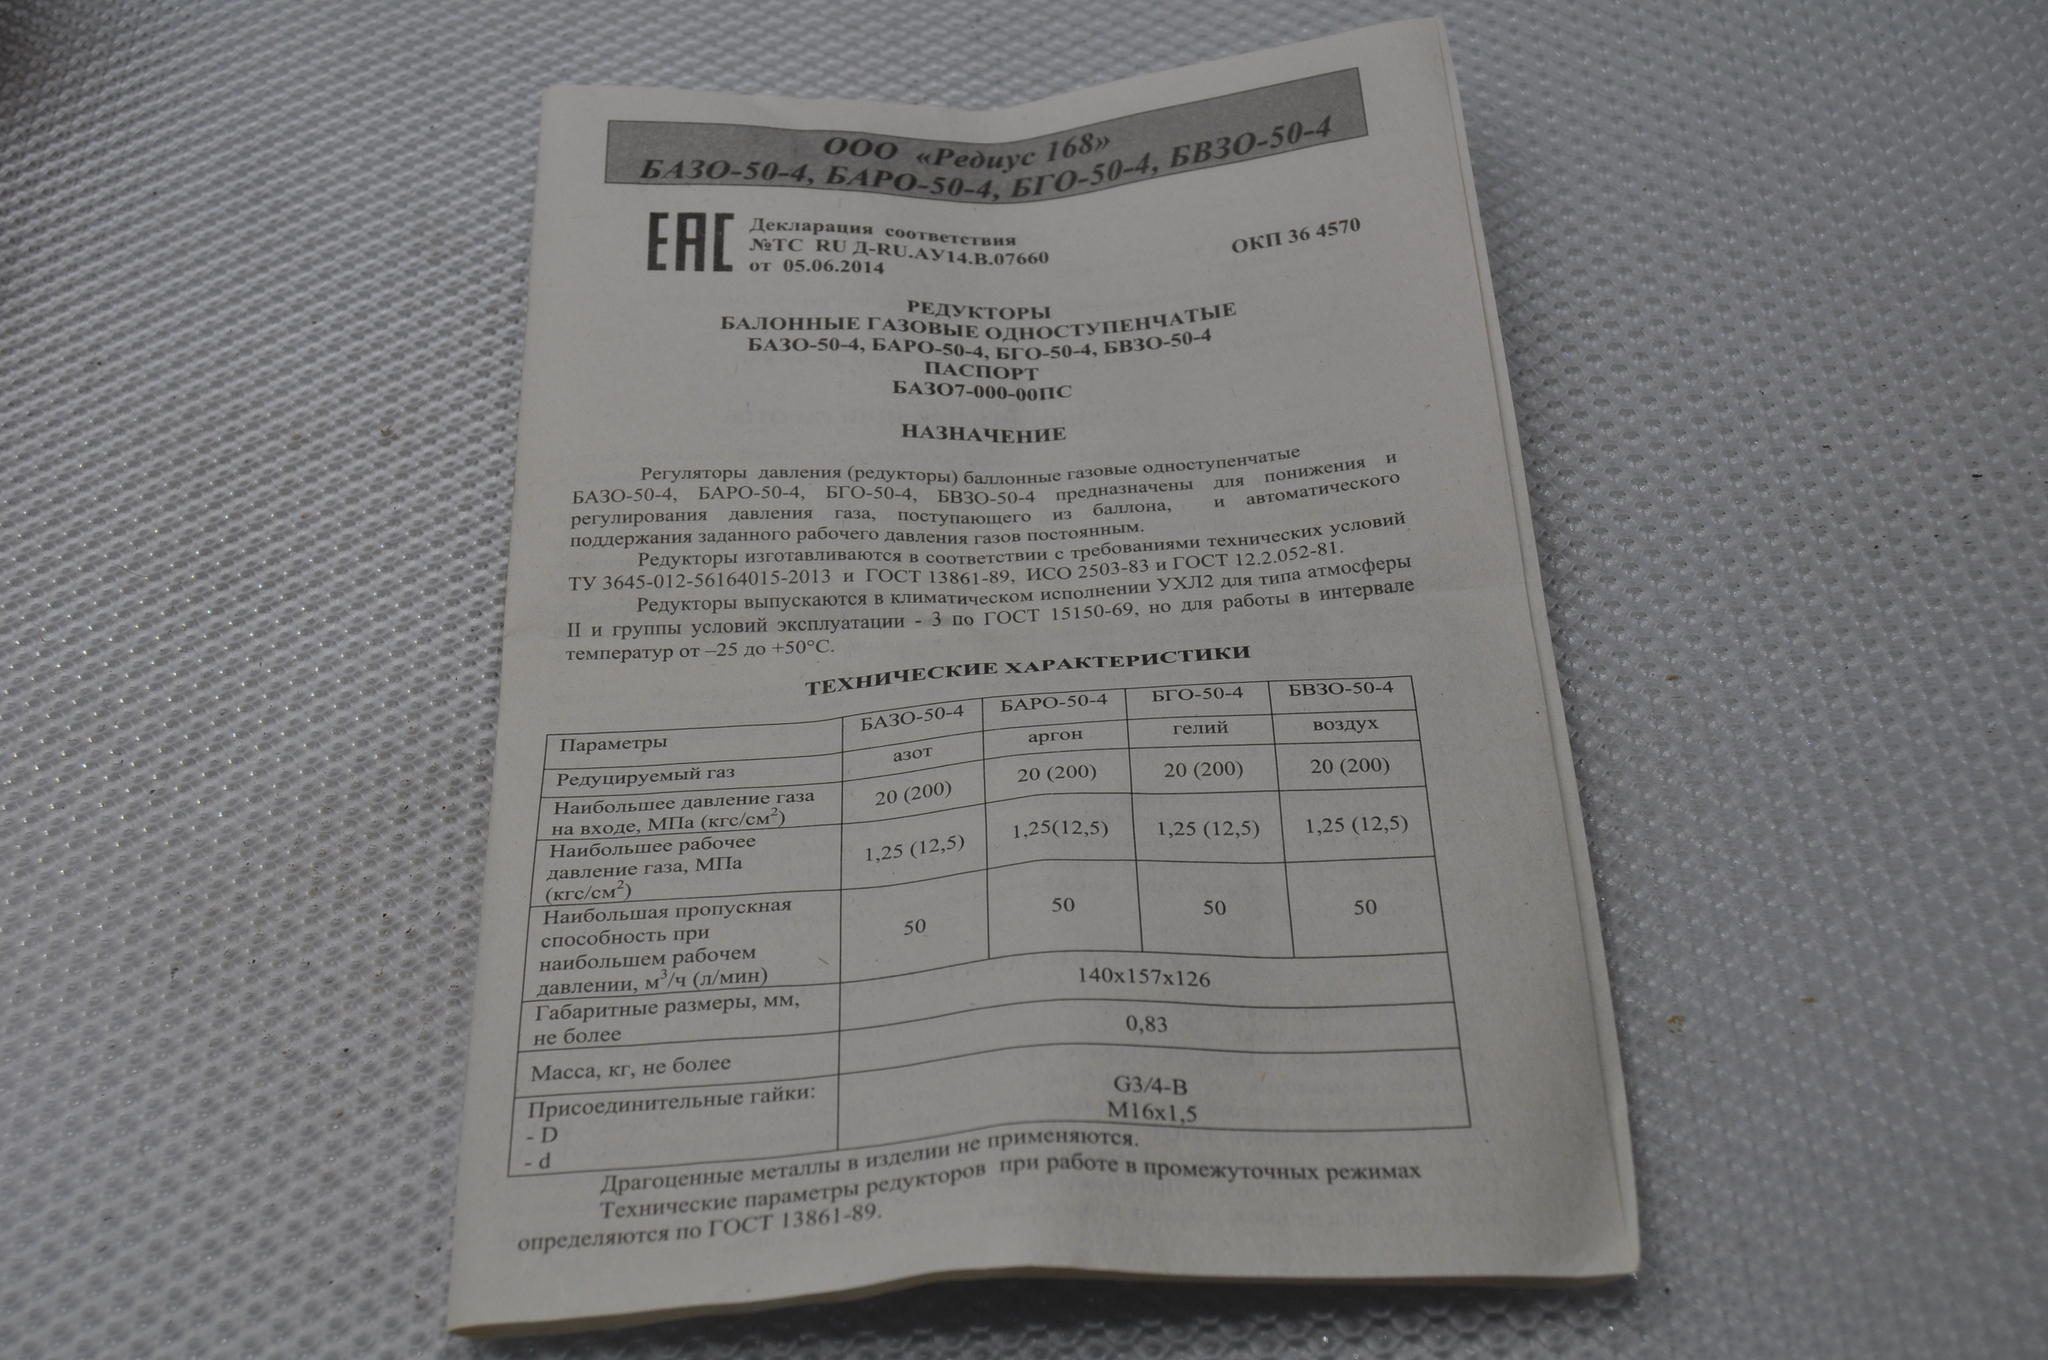 ООО «Редиус 168»
БАЗО-50-4, БАРО-50-4, БГО-50-4, БВЗО-50-4
ЕАС
Декларация соответствия
№ТС RU Д-RU.АУ14.В.07660
от 05.06.2014
ОКП 36 4570
РЕДУКТОРЫ
БАЛОННЫЕ ГАЗОВЫЕ ОДНОСТУПЕНЧАТЫЕ
БАЗО-50-4, БАРО-50-4, БГО-50-4, БВЗО-50-4
ПАСПОРТ
БАЗО7-000-00ПС
НАЗНАЧЕНИЕ
Регуляторы давления (редукторы) баллонные газовые одноступенчатые
БАЗО-50-4, БАРО-50-4, БГО-50-4, БВЗО-50-4 предназначены для понижения и
регулирования давления газа, поступающего из баллона, и автоматического
поддержания заданного рабочего давления газов постоянным.
Редукторы изготавливаются в соответствии с требованиями технических условий
ТУ 3645-012-56164015-2013 и ГОСТ 13861-89, ИСО 2503-83 и ГОСТ 12.2.052-81.
Редукторы выпускаются в климатическом исполнении УХЛ2 для типа атмосферы
II и группы условий эксплуатации - 3 по ГОСТ 15150-69, но для работы в интервале
температур от –25 до +50°С.
ТЕХНИЧЕСКИЕ ХАРАКТЕРИСТИКИ
Параметры БАЗО-50-4 БАРО-50-4 БГО-50-4 БВЗО-50-4
Редуцируемый газ азот аргон гелий воздух
Наибольшее давление газа
на входе, МПа (кгс/см²) 20 (200) 20 (200) 20 (200) 20 (200)
Наибольшее рабочее
давление газа, МПа
(кгс/см²) 1,25 (12,5) 1,25(12,5) 1,25 (12,5) 1,25 (12,5)
Наибольшая пропускная
способность при
наибольшем рабочем
давлении, м³/ч (л/мин) 50 50 50 50
Габаритные размеры, мм,
не более 140х157х126
Масса, кг, не более 0,83
Присоединительные гайки:
- D G3/4-В
- d М16х1,5
Драгоценные металлы в изделии не применяются.
Технические параметры редукторов при работе в промежуточных режимах
определяются по ГОСТ 13861-89.